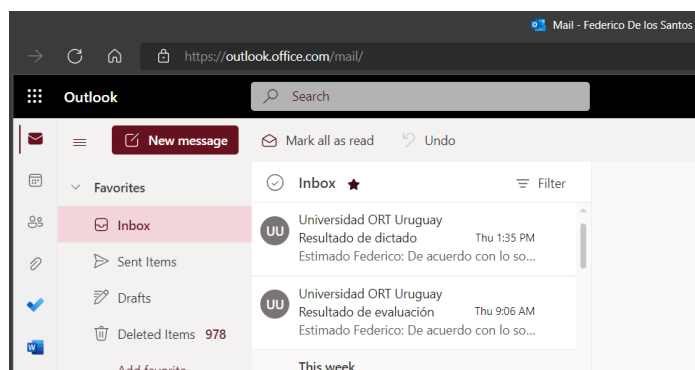 Mail - Federico De los Santos
https://outlook.office.com/mail/
Outlook
Search
New message
Mark all as read
Undo
Favorites
Inbox
Sent Items
Drafts
Deleted Items 978
Add favorite
Inbox
Filter
UU
Universidad ORT Uruguay
Resultado de dictado Thu 1:35 PM
Estimado Federico: De acuerdo con lo so...
UU
Universidad ORT Uruguay
Resultado de evaluación Thu 9:06 AM
Estimado Federico: De acuerdo con lo so...
This week